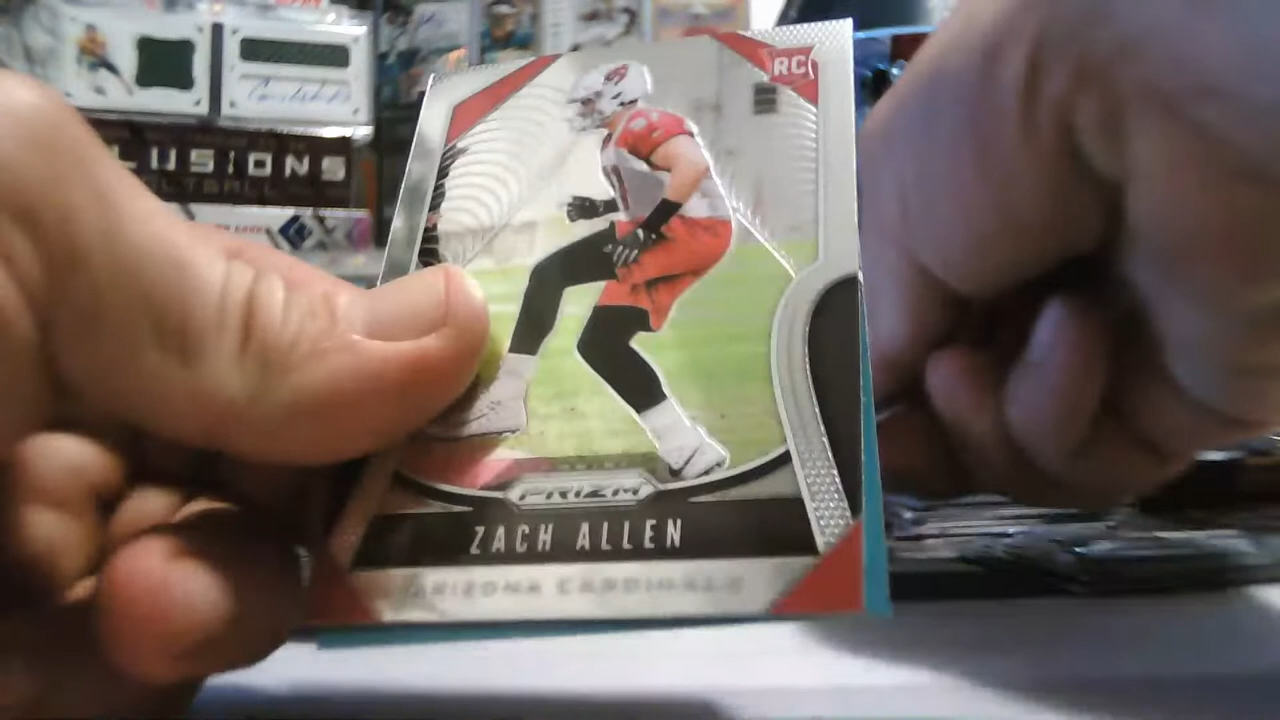 LUSIONS
RC
PRIZM
ZACH ALLEN
ARIZONA CARDINALS